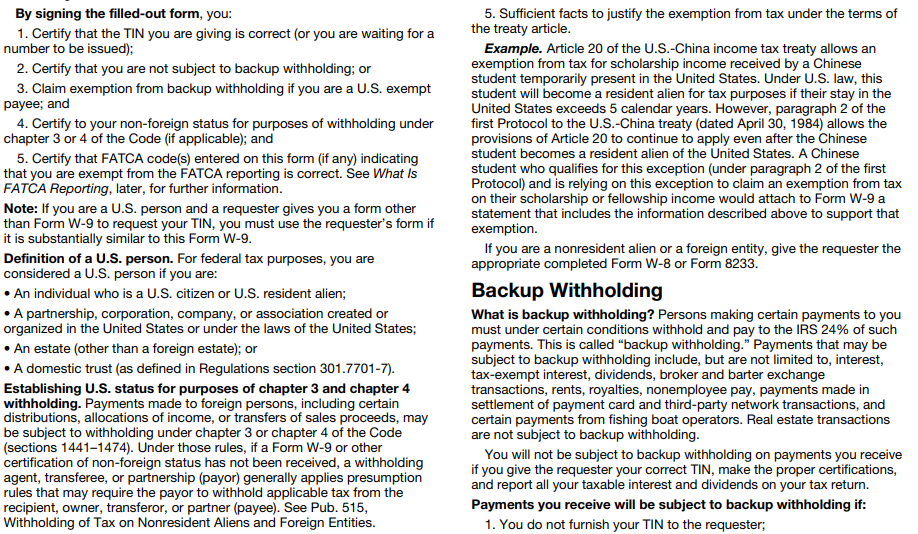 By signing the filled-out form, you:
1. Certify that the TIN you are giving is correct (or you are waiting for a
number to be issued);
2. Certify that you are not subject to backup withholding; or
3. Claim exemption from backup withholding if you are a U.S. exempt
payee; and
4. Certify to your non-foreign status for purposes of withholding under
chapter 3 or 4 of the Code (if applicable); and
5. Certify that FATCA code(s) entered on this form (if any) indicating
that you are exempt from the FATCA reporting is correct. See What Is
FATCA Reporting, later, for further information.
Note: If you are a U.S. person and a requester gives you a form other
than Form W-9 to request your TIN, you must use the requester's form if
it is substantially similar to this Form W-9.
Definition of a U.S. person. For federal tax purposes, you are
considered a U.S. person if you are:
• An individual who is a U.S. citizen or U.S. resident alien;
• A partnership, corporation, company, or association created or
organized in the United States or under the laws of the United States;
• An estate (other than a foreign estate); or
• A domestic trust (as defined in Regulations section 301.7701-7).
Establishing U.S. status for purposes of chapter 3 and chapter 4
withholding. Payments made to foreign persons, including certain
distributions, allocations of income, or transfers of sales proceeds, may
be subject to withholding under chapter 3 or chapter 4 of the Code
(sections 1441–1474). Under those rules, if a Form W-9 or other
certification of non-foreign status has not been received, a withholding
agent, transferee, or partnership (payor) generally applies presumption
rules that may require the payor to withhold applicable tax from the
recipient, owner, transferor, or partner (payee). See Pub. 515,
Withholding of Tax on Nonresident Aliens and Foreign Entities.
5. Sufficient facts to justify the exemption from tax under the terms of
the treaty article.
Example. Article 20 of the U.S.-China income tax treaty allows an
exemption from tax for scholarship income received by a Chinese
student temporarily present in the United States. Under U.S. law, this
student will become a resident alien for tax purposes if their stay in the
United States exceeds 5 calendar years. However, paragraph 2 of the
first Protocol to the U.S.-China treaty (dated April 30, 1984) allows the
provisions of Article 20 to continue to apply even after the Chinese
student becomes a resident alien of the United States. A Chinese
student who qualifies for this exception (under paragraph 2 of the first
Protocol) and is relying on this exception to claim an exemption from tax
on their scholarship or fellowship income would attach to Form W-9 a
statement that includes the information described above to support that
exemption.
If you are a nonresident alien or a foreign entity, give the requester the
appropriate completed Form W-8 or Form 8233.
Backup Withholding
What is backup withholding? Persons making certain payments to you
must under certain conditions withhold and pay to the IRS 24% of such
payments. This is called “backup withholding.” Payments that may be
subject to backup withholding include, but are not limited to, interest,
tax-exempt interest, dividends, broker and barter exchange
transactions, rents, royalties, nonemployee pay, payments made in
settlement of payment card and third-party network transactions, and
certain payments from fishing boat operators. Real estate transactions
are not subject to backup withholding.
You will not be subject to backup withholding on payments you receive
if you give the requester your correct TIN, make the proper certifications,
and report all your taxable interest and dividends on your tax return.
Payments you receive will be subject to backup withholding if:
1. You do not furnish your TIN to the requester;